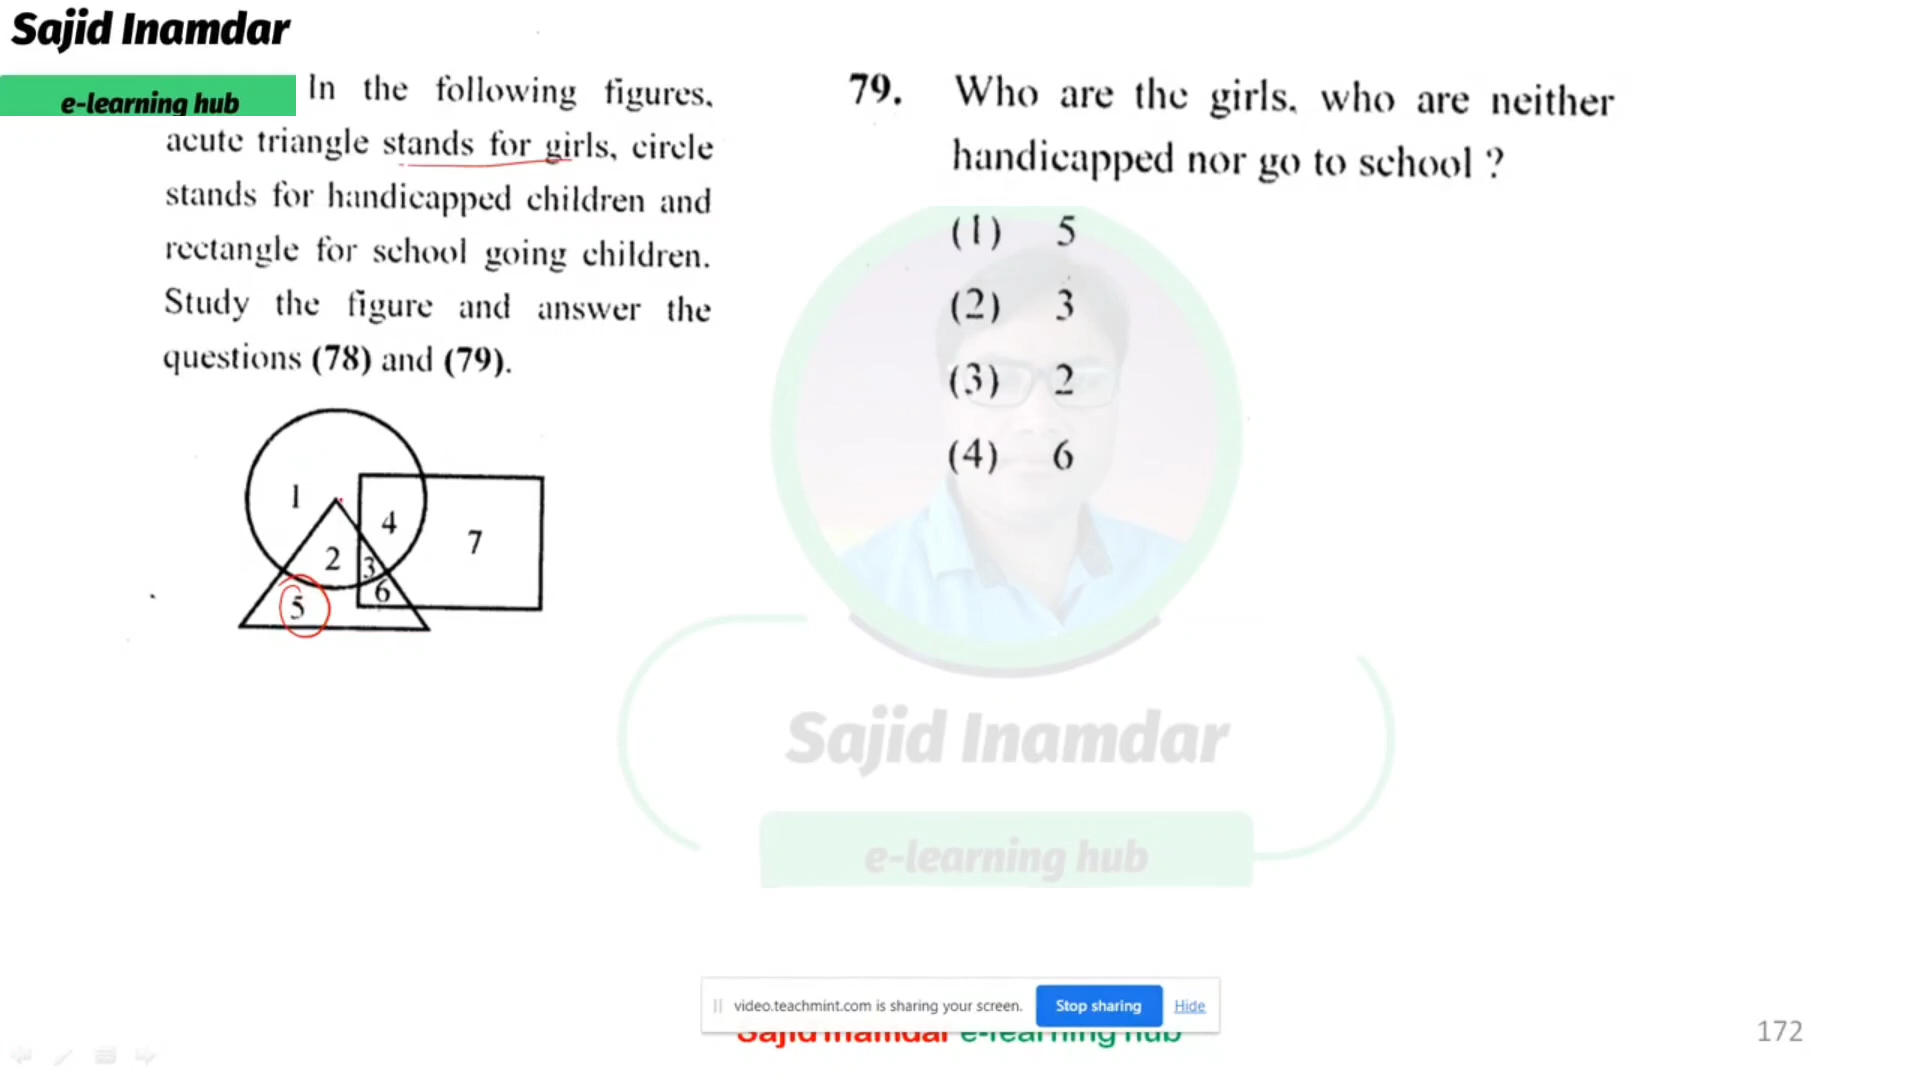 Sajid Inamdar
e-learning hub
In the following figures,
acute triangle stands for girls, circle
stands for handicapped children and
rectangle for school going children.
Study the figure and answer the
questions (78) and (79).
1
4
7
2
3
6
5
79. Who are the girls, who are neither
handicapped nor go to school ?
(1) 5
(2) 3
(3) 2
(4) 6
Sajid Inamdar
e-learning hub
video.teachmint.com is sharing your screen. Stop sharing Hide
Sajid Inamdar e-learning hub
172